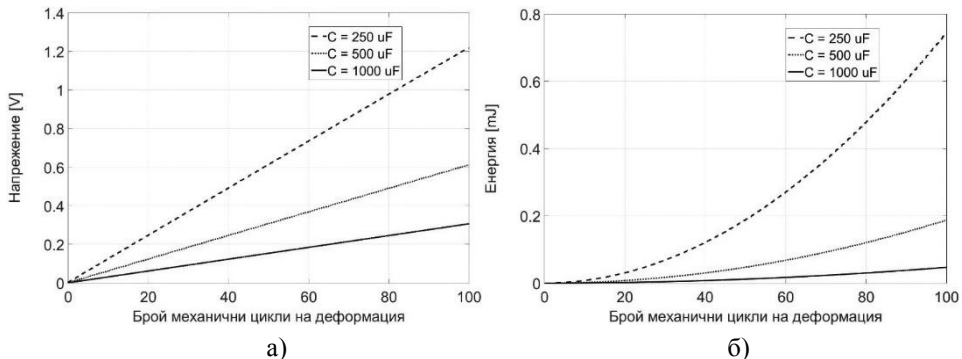 1.4
1.2
1
0.8
0.6
0.4
0.2
0
Напрежение [V]
C = 250 uF
C = 500 uF
C = 1000 uF
0 20 40 60 80 100
Брой механични цикли на деформация
а)
0.8
0.6
0.4
0.2
0
Енергия [mJ]
C = 250 uF
C = 500 uF
C = 1000 uF
0 20 40 60 80 100
Брой механични цикли на деформация
б)